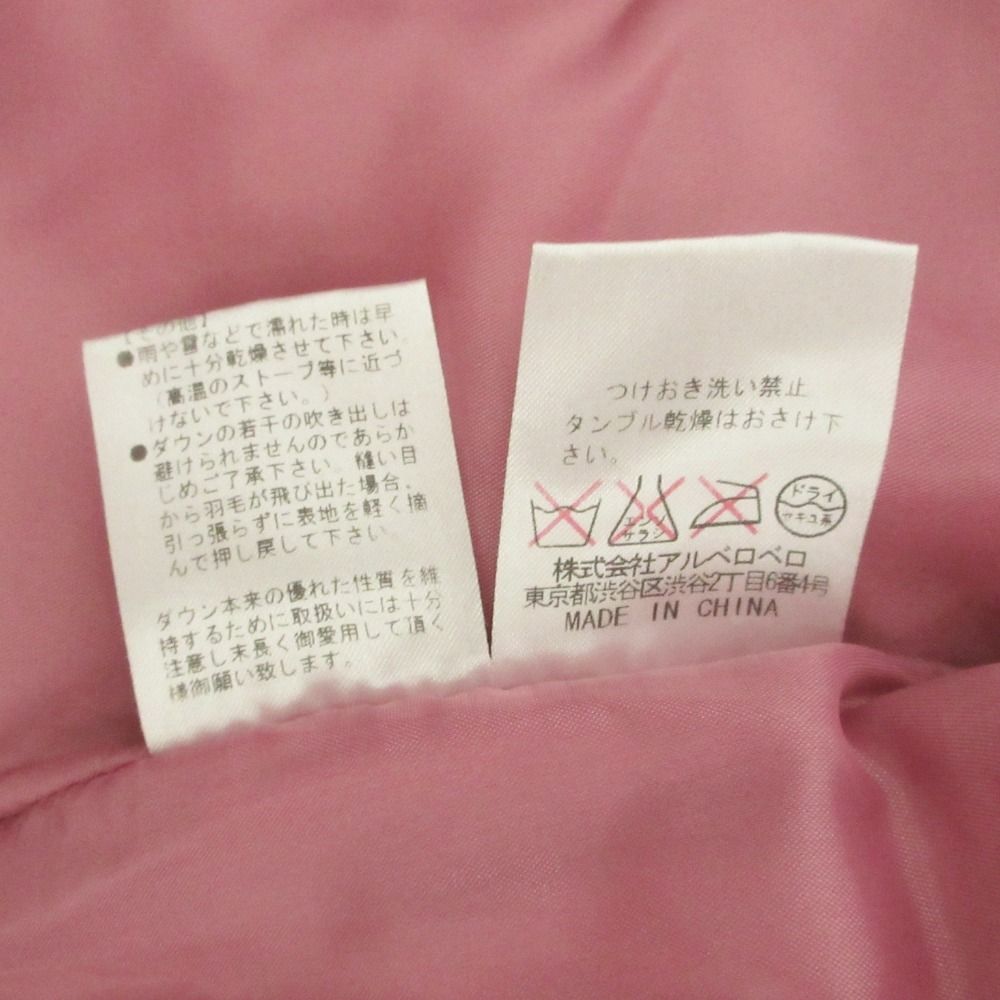 【その他】
●雨や雪などで濡れた時は早
めに十分乾燥させて下さい。
(高温のストーブ等に近づ
けないで下さい。)
●ダウンの若干の吹き出しは
避けられませんのであらか
じめご了承下さい。縫い目
から羽毛が飛び出た場合、
引っ張らずに表地を軽く摘
んで押し戻して下さい。
ダウン本来の優れた性質を維
持するために取扱いには十分
注意し末長く御愛用して頂く
様御願い致します。
つけおき洗い禁止
タンブル乾燥はおさけ下
さい。
エンソ
サラシ
ドライ
セキユ系
株式会社アルベロベロ
東京都渋谷区渋谷2丁目6番4号
MADE IN CHINA